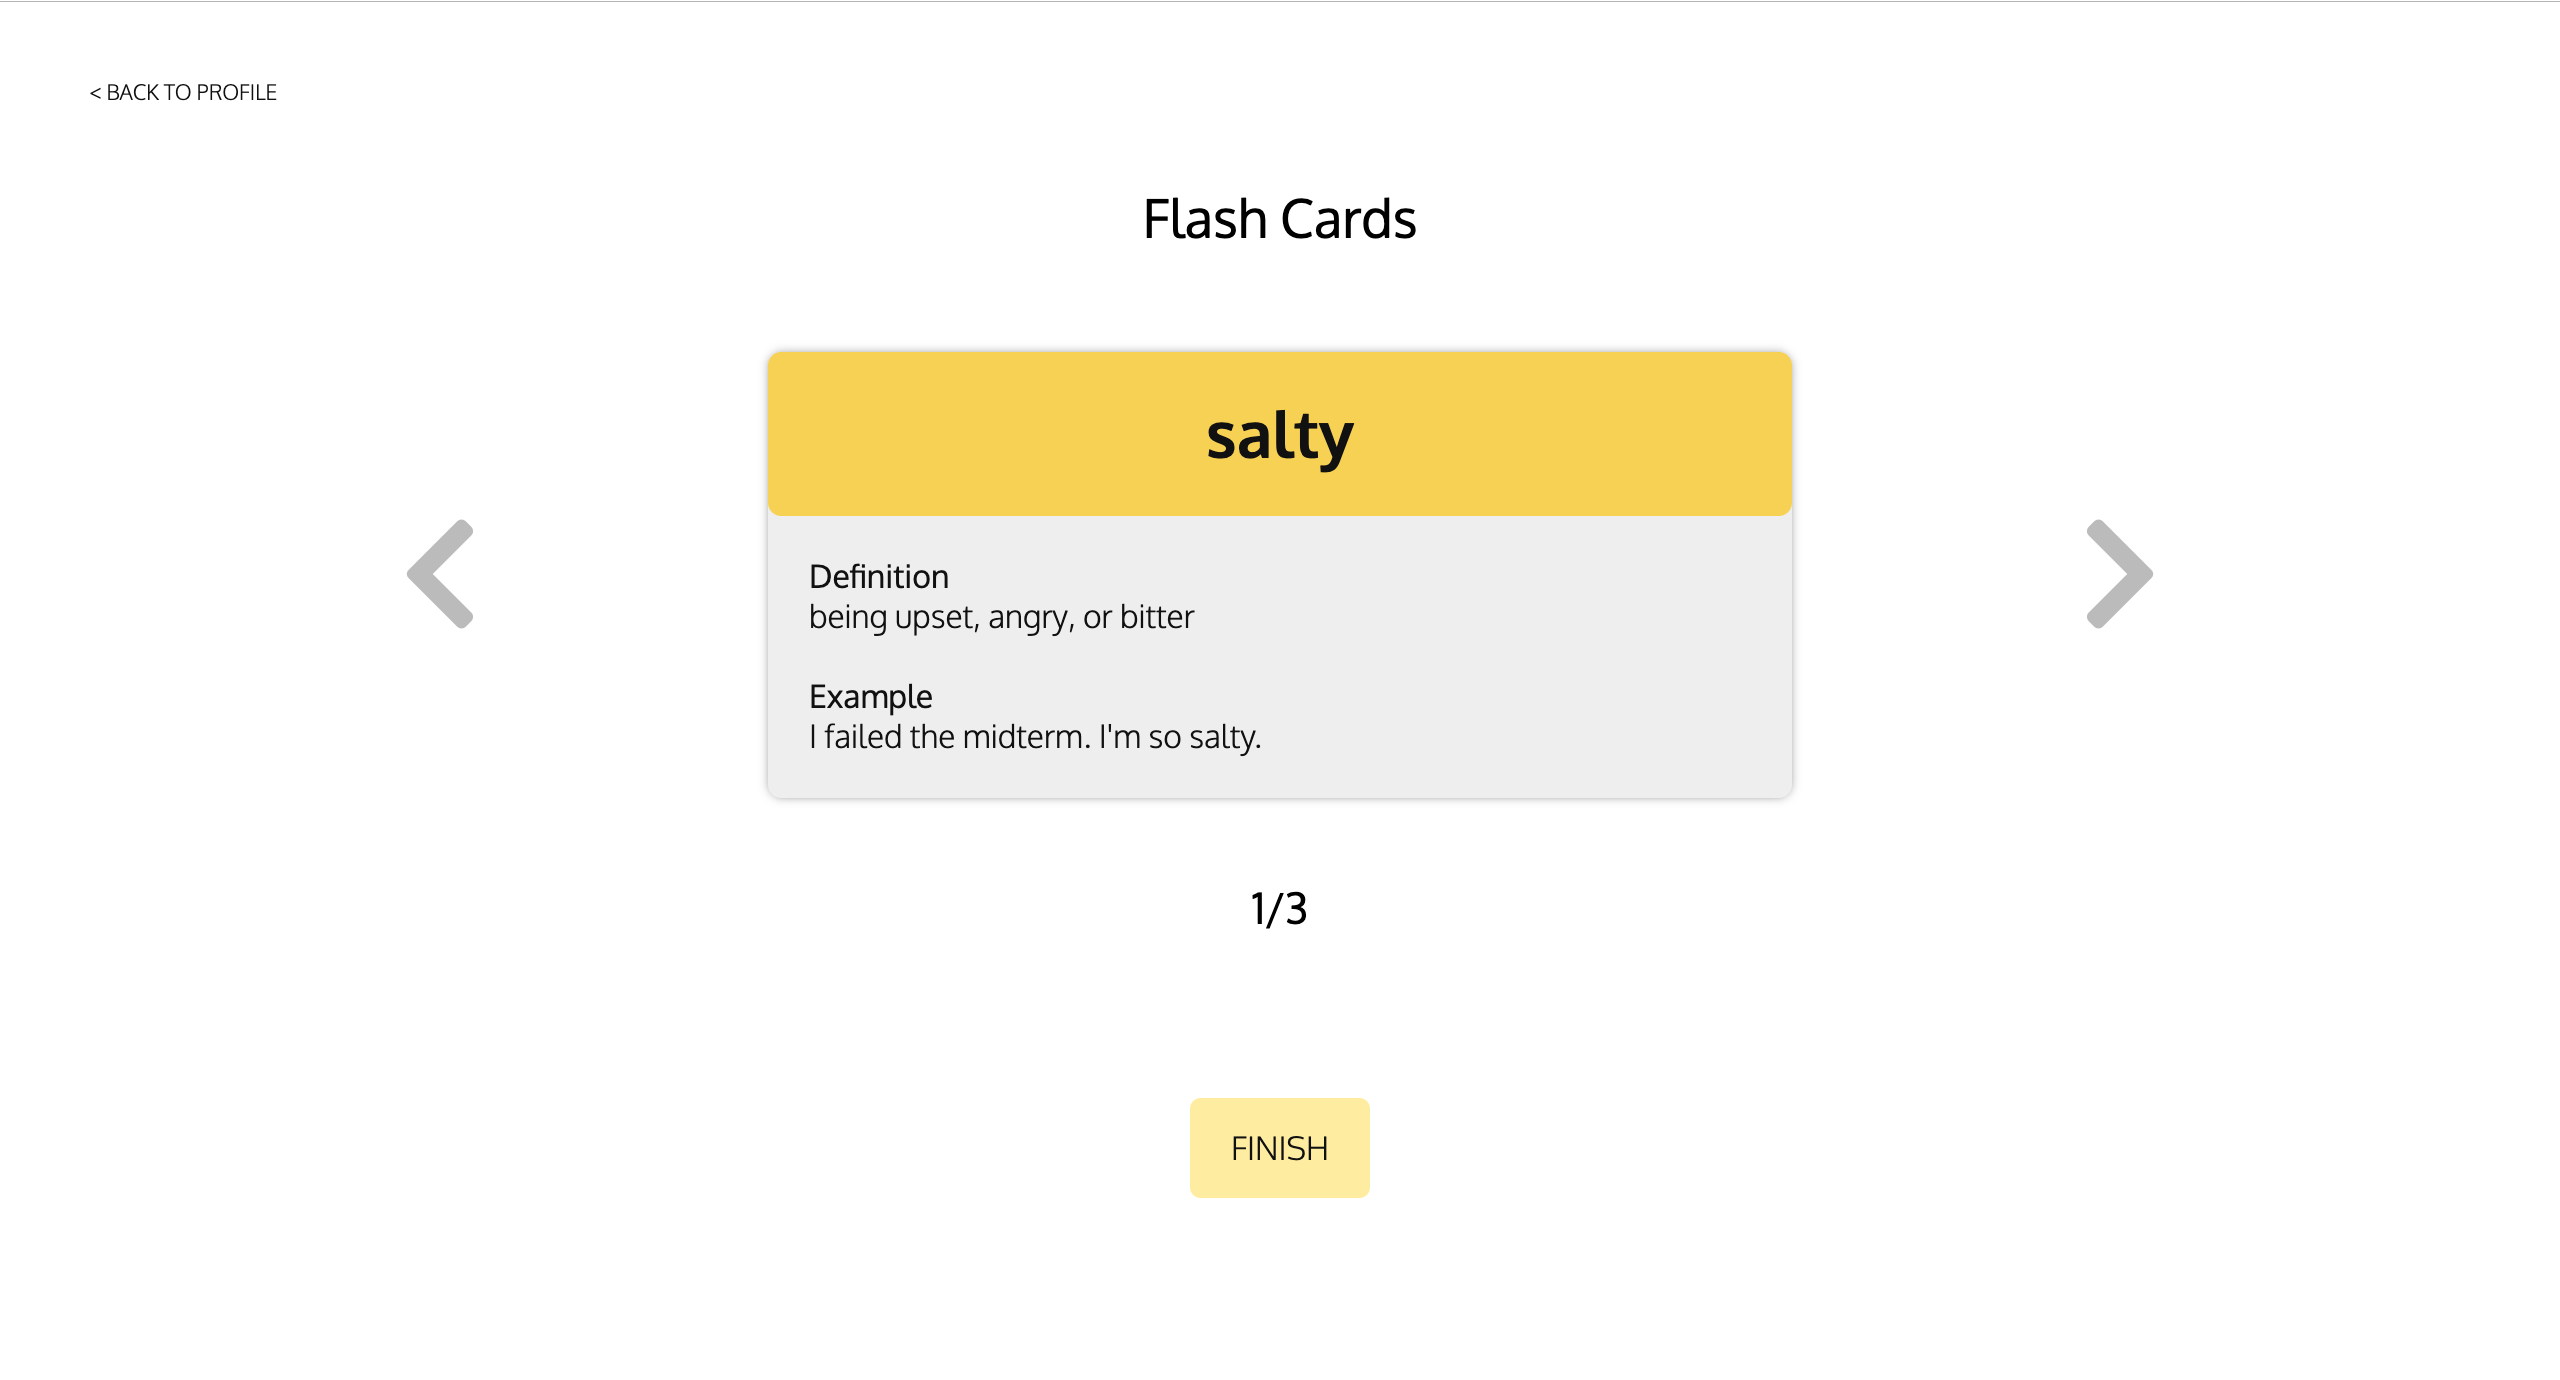 < BACK TO PROFILE
Flash Cards
salty
Definition
being upset, angry, or bitter
Example
I failed the midterm. I'm so salty.
1/3
FINISH